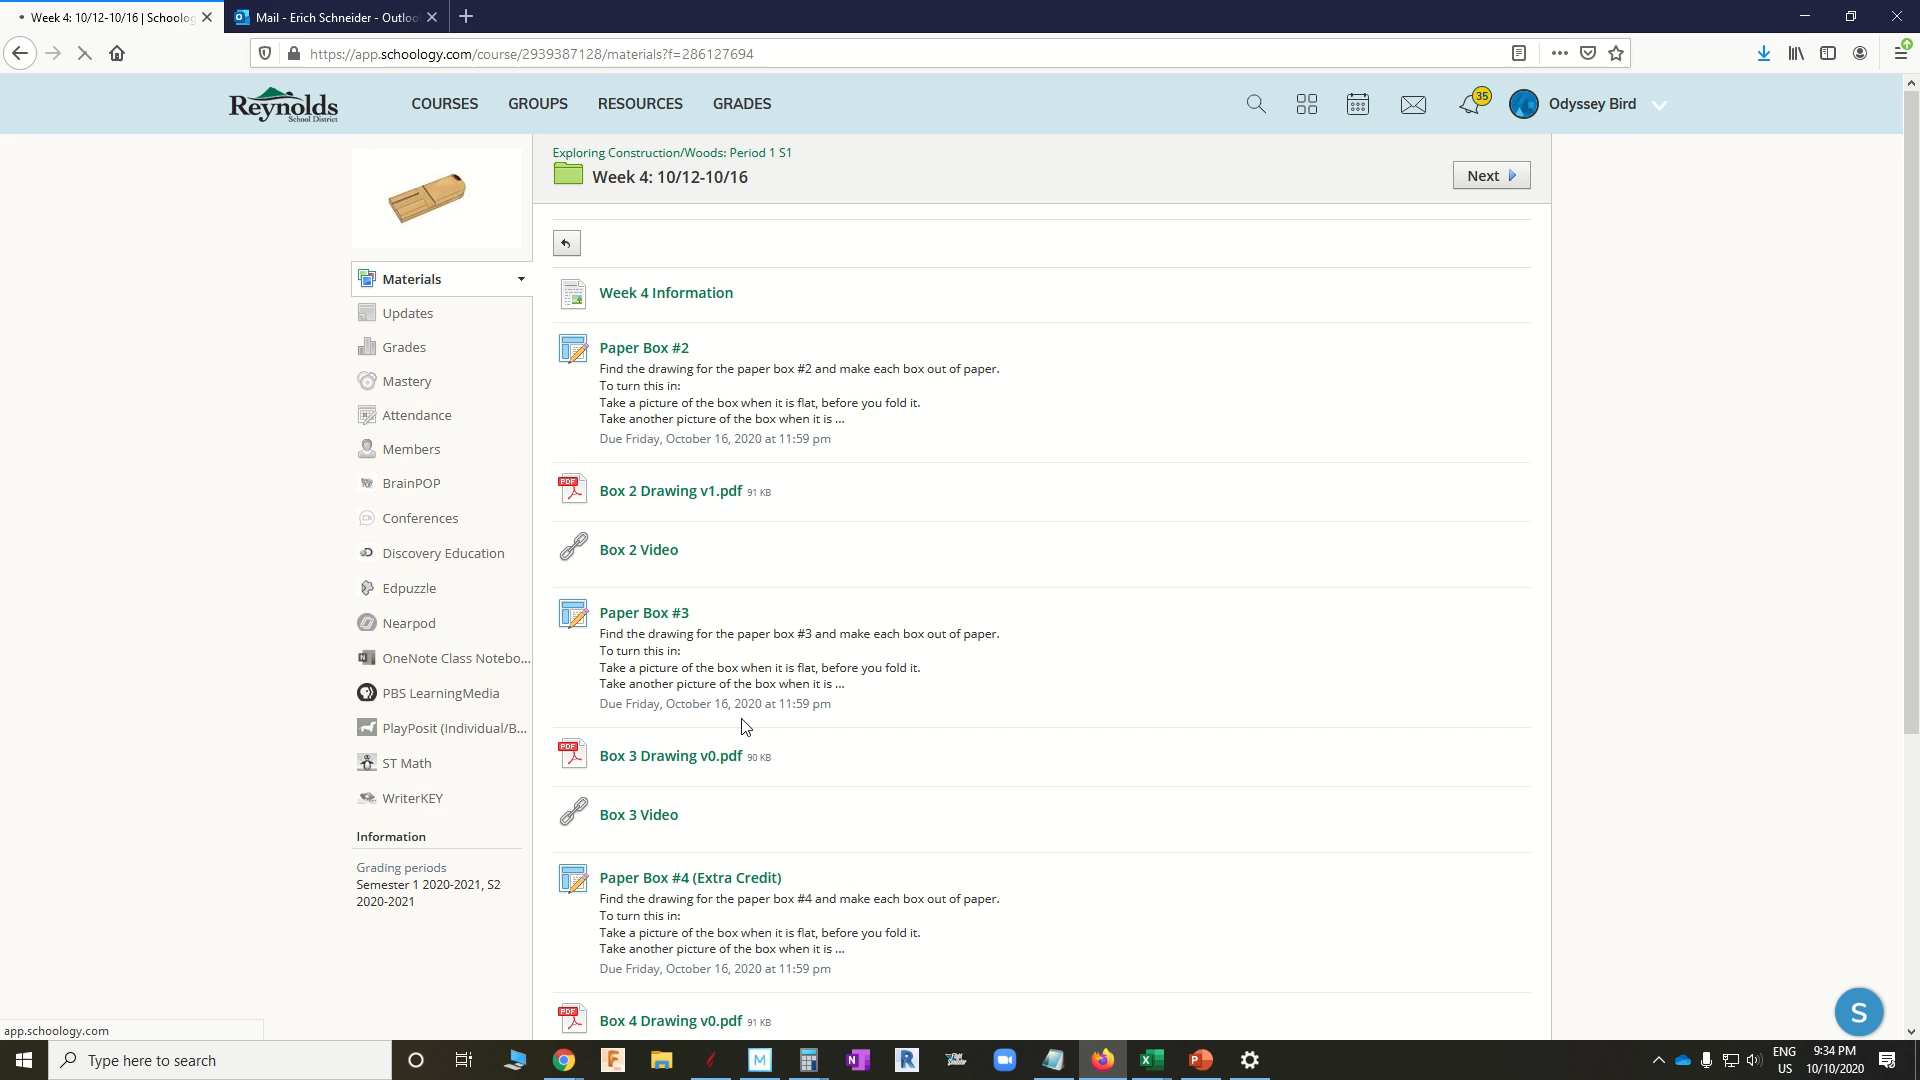 Week 4: 10/12-10/16 | Schoolog
Mail - Erich Schneider - Outloo
https://app.schoology.com/course/2939387128/materials?f=286127694
Reynolds
School District
COURSES
GROUPS
RESOURCES
GRADES
35
Odyssey Bird
Exploring Construction/Woods: Period 1 S1
Week 4: 10/12-10/16
Next
Materials
Updates
Grades
Mastery
Attendance
Members
BrainPOP
Conferences
Discovery Education
Edpuzzle
Nearpod
OneNote Class Notebo...
PBS LearningMedia
PlayPosit (Individual/B...
ST Math
WriterKEY
Information
Grading periods
Semester 1 2020-2021, S2
2020-2021
Week 4 Information
Paper Box #2
Find the drawing for the paper box #2 and make each box out of paper.
To turn this in:
Take a picture of the box when it is flat, before you fold it.
Take another picture of the box when it is ...
Due Friday, October 16, 2020 at 11:59 pm
PDF
Box 2 Drawing v1.pdf 91 KB
Box 2 Video
Paper Box #3
Find the drawing for the paper box #3 and make each box out of paper.
To turn this in:
Take a picture of the box when it is flat, before you fold it.
Take another picture of the box when it is ...
Due Friday, October 16, 2020 at 11:59 pm
PDF
Box 3 Drawing v0.pdf 90 KB
Box 3 Video
Paper Box #4 (Extra Credit)
Find the drawing for the paper box #4 and make each box out of paper.
To turn this in:
Take a picture of the box when it is flat, before you fold it.
Take another picture of the box when it is ...
Due Friday, October 16, 2020 at 11:59 pm
PDF
Box 4 Drawing v0.pdf 91 KB
S
app.schoology.com
Type here to search
ENG
US
9:34 PM
10/10/2020